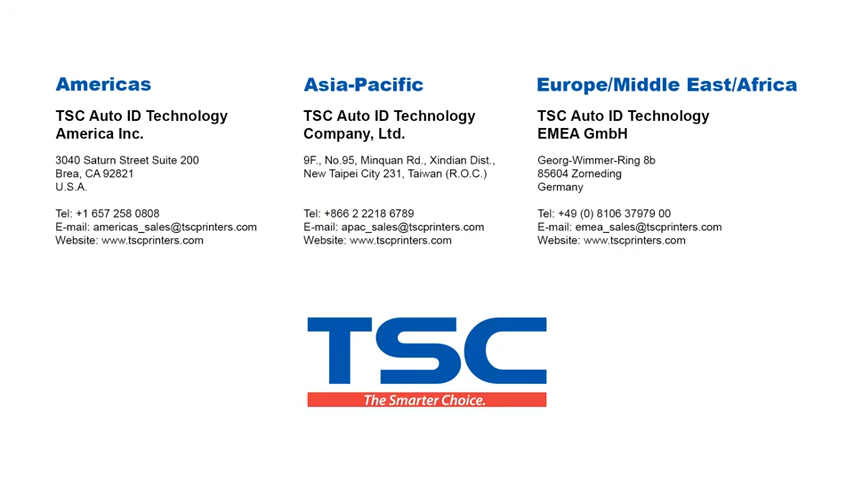 Americas
TSC Auto ID Technology
America Inc.
3040 Saturn Street Suite 200
Brea, CA 92821
U.S.A.
Tel: +1 657 258 0808
E-mail: americas_sales@tscprinters.com
Website: www.tscprinters.com
Asia-Pacific
TSC Auto ID Technology
Company, Ltd.
9F., No.95, Minquan Rd., Xindian Dist.,
New Taipei City 231, Taiwan (R.O.C.)
Tel: +866 2 2218 6789
E-mail: apac_sales@tscprinters.com
Website: www.tscprinters.com
Europe/Middle East/Africa
TSC Auto ID Technology
EMEA GmbH
Georg-Wimmer-Ring 8b
85604 Zorneding
Germany
Tel: +49 (0) 8106 37979 00
E-mail: emea_sales@tscprinters.com
Website: www.tscprinters.com
TSC
The Smarter Choice.